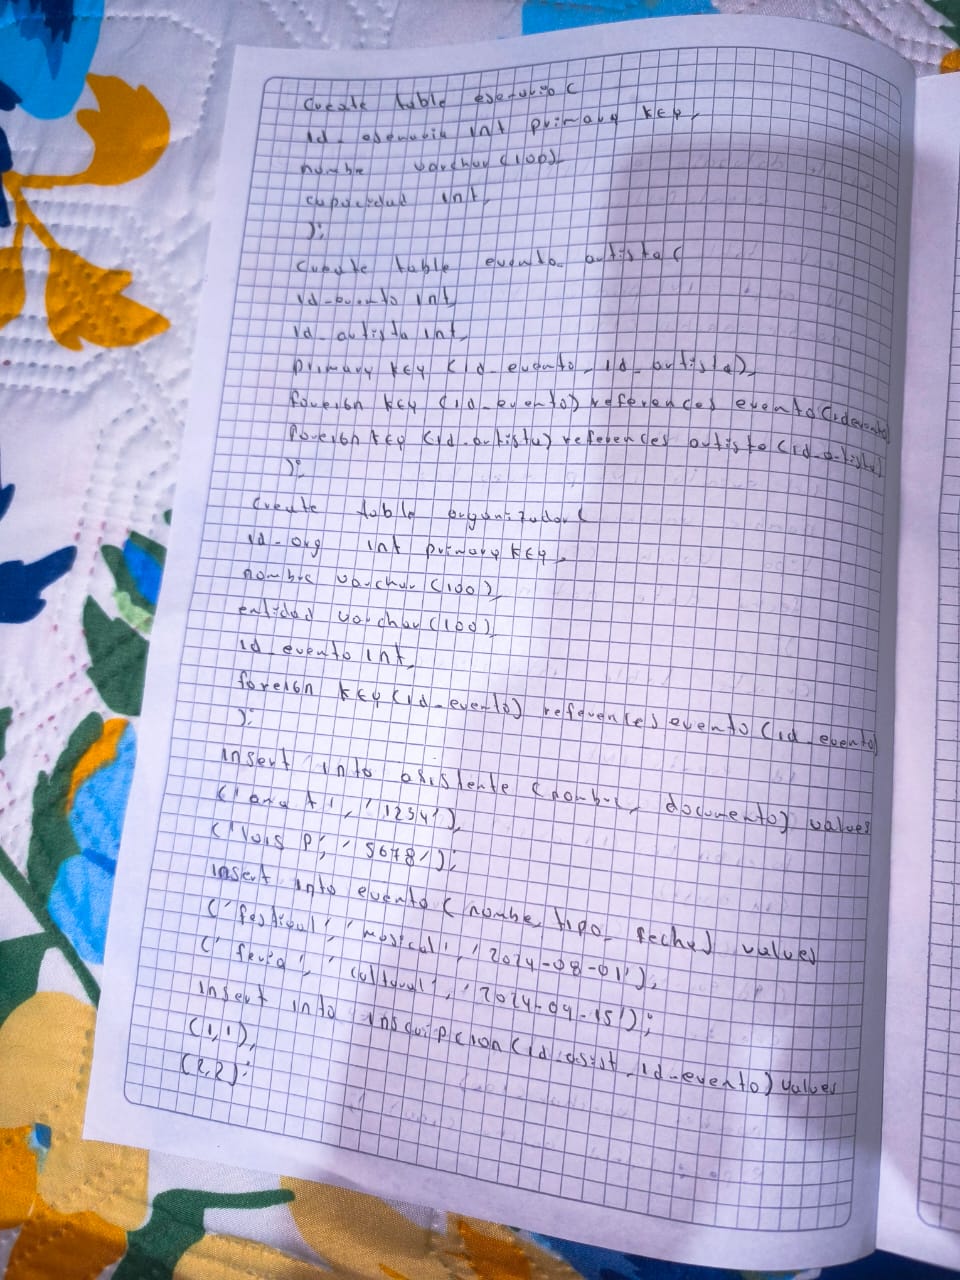 Create table esenario (
id_esenario int primary key,
nombre varchar (100),
capacidad int,
);
Create table evento_artista (
id_evento int,
id_artista int,
primary key (id_evento, id_artista),
foreign key (id_evento) references evento (idevento)
foreign key (id_artista) references artista (id_artista)
);
Create table organizador (
id_org int primary key,
nombre varchar (100),
entidad varchar (100),
id_evento int,
foreign key (id_evento) references evento (id_evento)
);
insert into asistente (nombre, documento) values
('ana t', '1234'),
('luis p', '5678');
insert into evento (nombre, tipo, fecha) values
('festival', 'musical', '2024-08-01'),
('feria', 'cultural', '2024-09-15');
insert into inscripcion (id_asist, id_evento) values
(1,1),
(2,2);